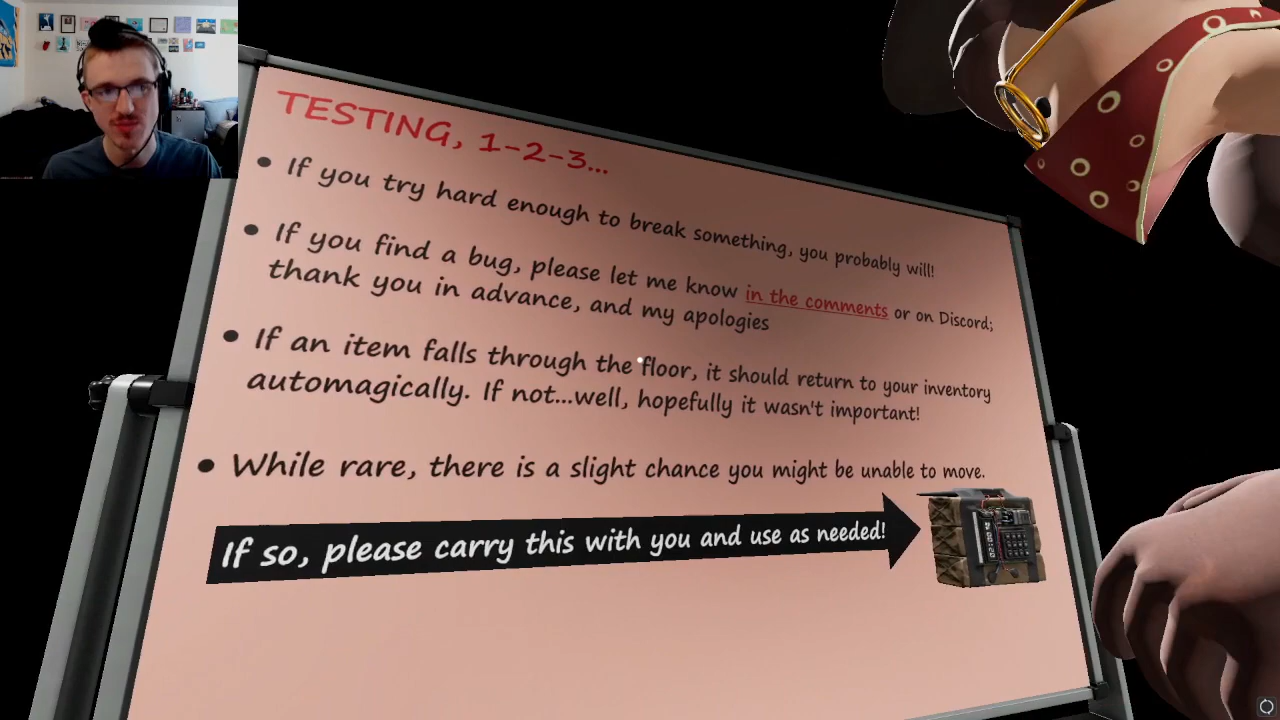 TESTING, 1-2-3...
• If you try hard enough to break something, you probably will!
• If you find a bug, please let me know in the comments or on Discord;
thank you in advance, and my apologies
• If an item falls through the floor, it should return to your inventory
automagically. If not...well, hopefully it wasn't important!
• While rare, there is a slight chance you might be unable to move.
If so, please carry this with you and use as needed!